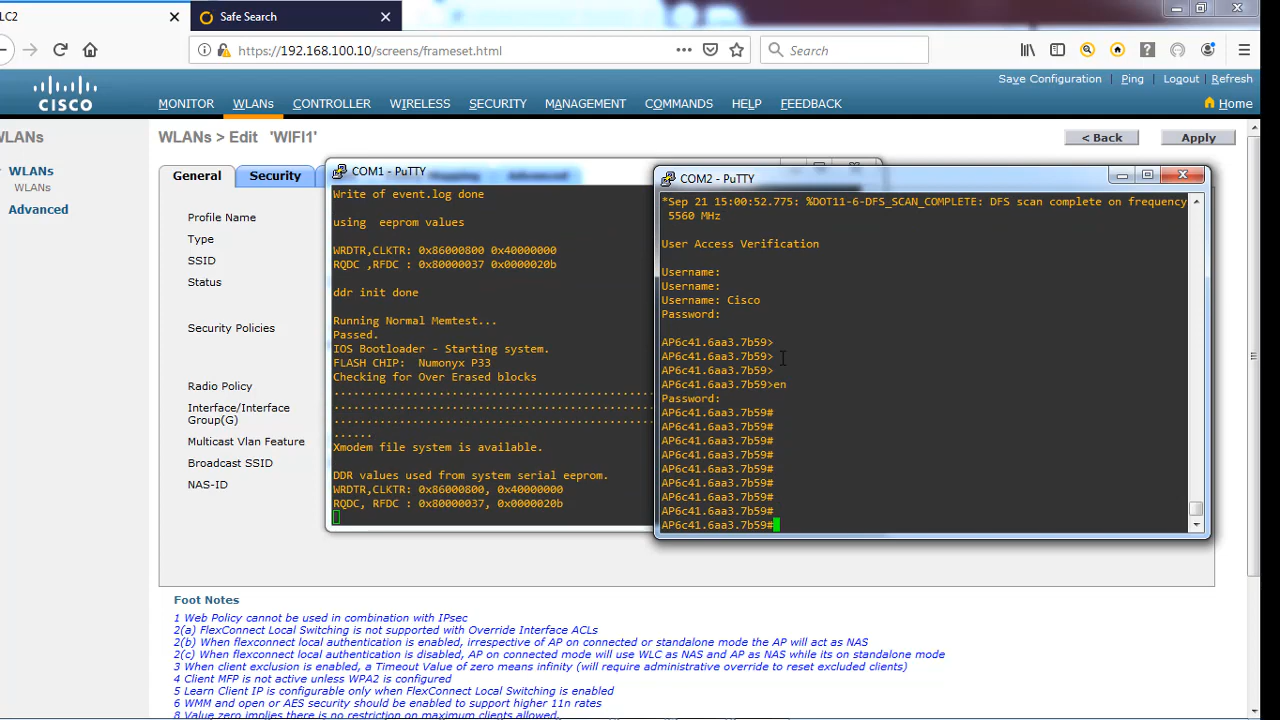 LC2
Safe Search
https://192.168.100.10/screens/frameset.html
Search
Save Configuration Ping Logout Refresh
CISCO
MONITOR WLANs CONTROLLER WIRELESS SECURITY MANAGEMENT COMMANDS HELP FEEDBACK
Home
WLANs
WLANs
WLANs
Advanced
WLANs > Edit 'WIFI1'
< Back
Apply
General
Security
Mapping
Advanced
Profile Name
Type
SSID
Status
Security Policies
Radio Policy
Interface/Interface
Group(G)
Multicast Vlan Feature
Broadcast SSID
NAS-ID
COM1 - PuTTY
Write of event.log done
using eeprom values
WRDTR,CLKTR: 0x86000800 0x40000000
RQDC ,RFDC : 0x80000037 0x0000020b
ddr init done
Running Normal Memtest...
Passed.
IOS Bootloader - Starting system.
FLASH CHIP: Numonyx P33
Checking for Over Erased blocks
.............................................
.............................................
.............................................
......
Xmodem file system is available.
DDR values used from system serial eeprom.
WRDTR,CLKTR: 0x86000800, 0x40000000
RQDC, RFDC : 0x80000037, 0x0000020b
COM2 - PuTTY
*Sep 21 15:00:52.775: %DOT11-6-DFS_SCAN_COMPLETE: DFS scan complete on frequency
5560 MHz
User Access Verification
Username:
Username:
Username: Cisco
Password:
AP6c41.6aa3.7b59>
AP6c41.6aa3.7b59>
AP6c41.6aa3.7b59>
AP6c41.6aa3.7b59>en
Password:
AP6c41.6aa3.7b59#
AP6c41.6aa3.7b59#
AP6c41.6aa3.7b59#
AP6c41.6aa3.7b59#
AP6c41.6aa3.7b59#
AP6c41.6aa3.7b59#
AP6c41.6aa3.7b59#
AP6c41.6aa3.7b59#
AP6c41.6aa3.7b59#
Foot Notes
1 Web Policy cannot be used in combination with IPsec
2(a) FlexConnect Local Switching is not supported with Override Interface ACLs
2(b) When flexconnect local authentication is enabled, irrespective of AP on connected or standalone mode the AP will act as NAS
2(c) When flexconnect local authentication is disabled, AP on connected mode will use WLC as NAS and AP as NAS while its on standalone mode
3 When client exclusion is enabled, a Timeout Value of zero means infinity (will require administrative override to reset excluded clients)
4 Client MFP is not active unless WPA2 is configured
5 Learn Client IP is configurable only when FlexConnect Local Switching is enabled
6 WMM and open or AES security should be enabled to support higher 11n rates
8 Value zero implies there is no restriction on maximum clients allowed.